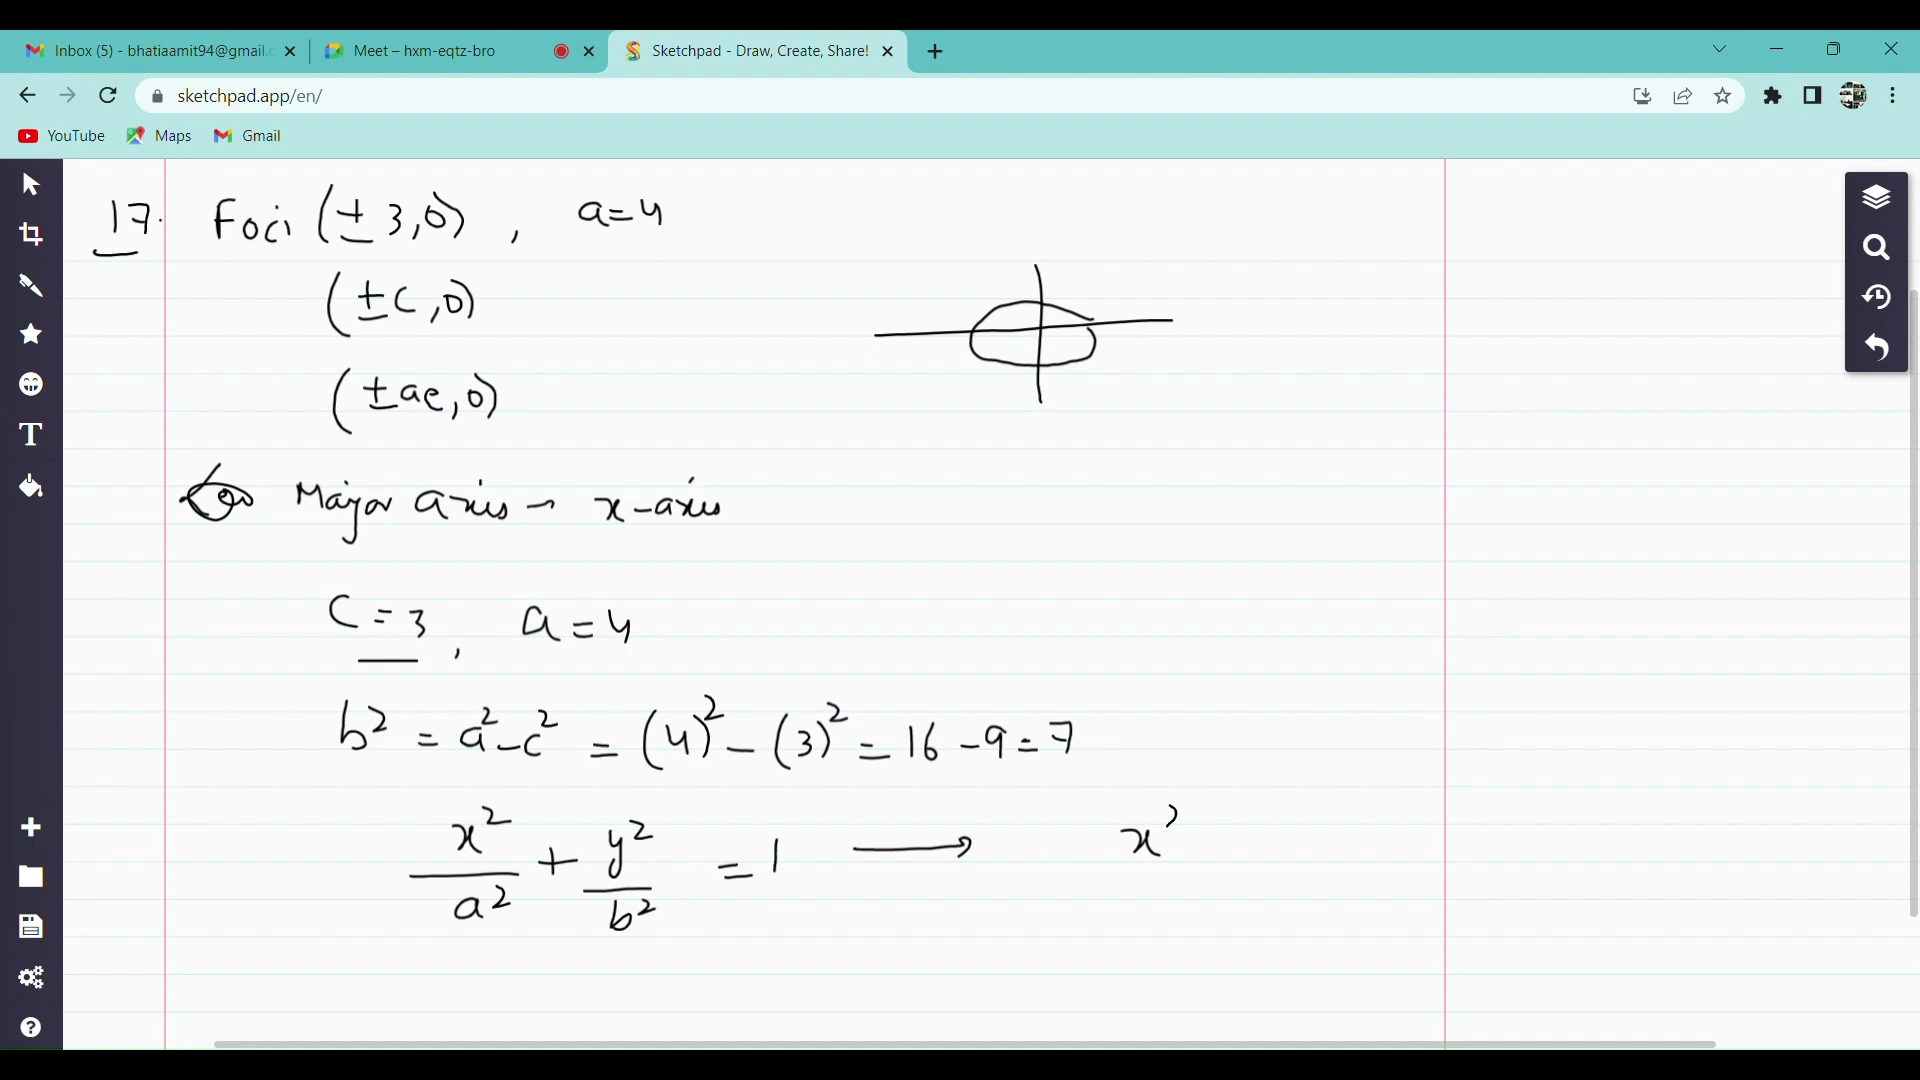 Inbox (5) - bhatiaamit94@gmail.c
Meet – hxm-eqtz-bro
Sketchpad - Draw, Create, Share!
sketchpad.app/en/
YouTube Maps Gmail
17. Foci (± 3,0) , a=4
(±c,0)
(±ae,0)
Major axis → x-axis
C = 3 , a = 4
b² = a² – c² = (4)² – (3)² = 16 – 9 = 7
x²/a² + y²/b² = 1 ⟶ x